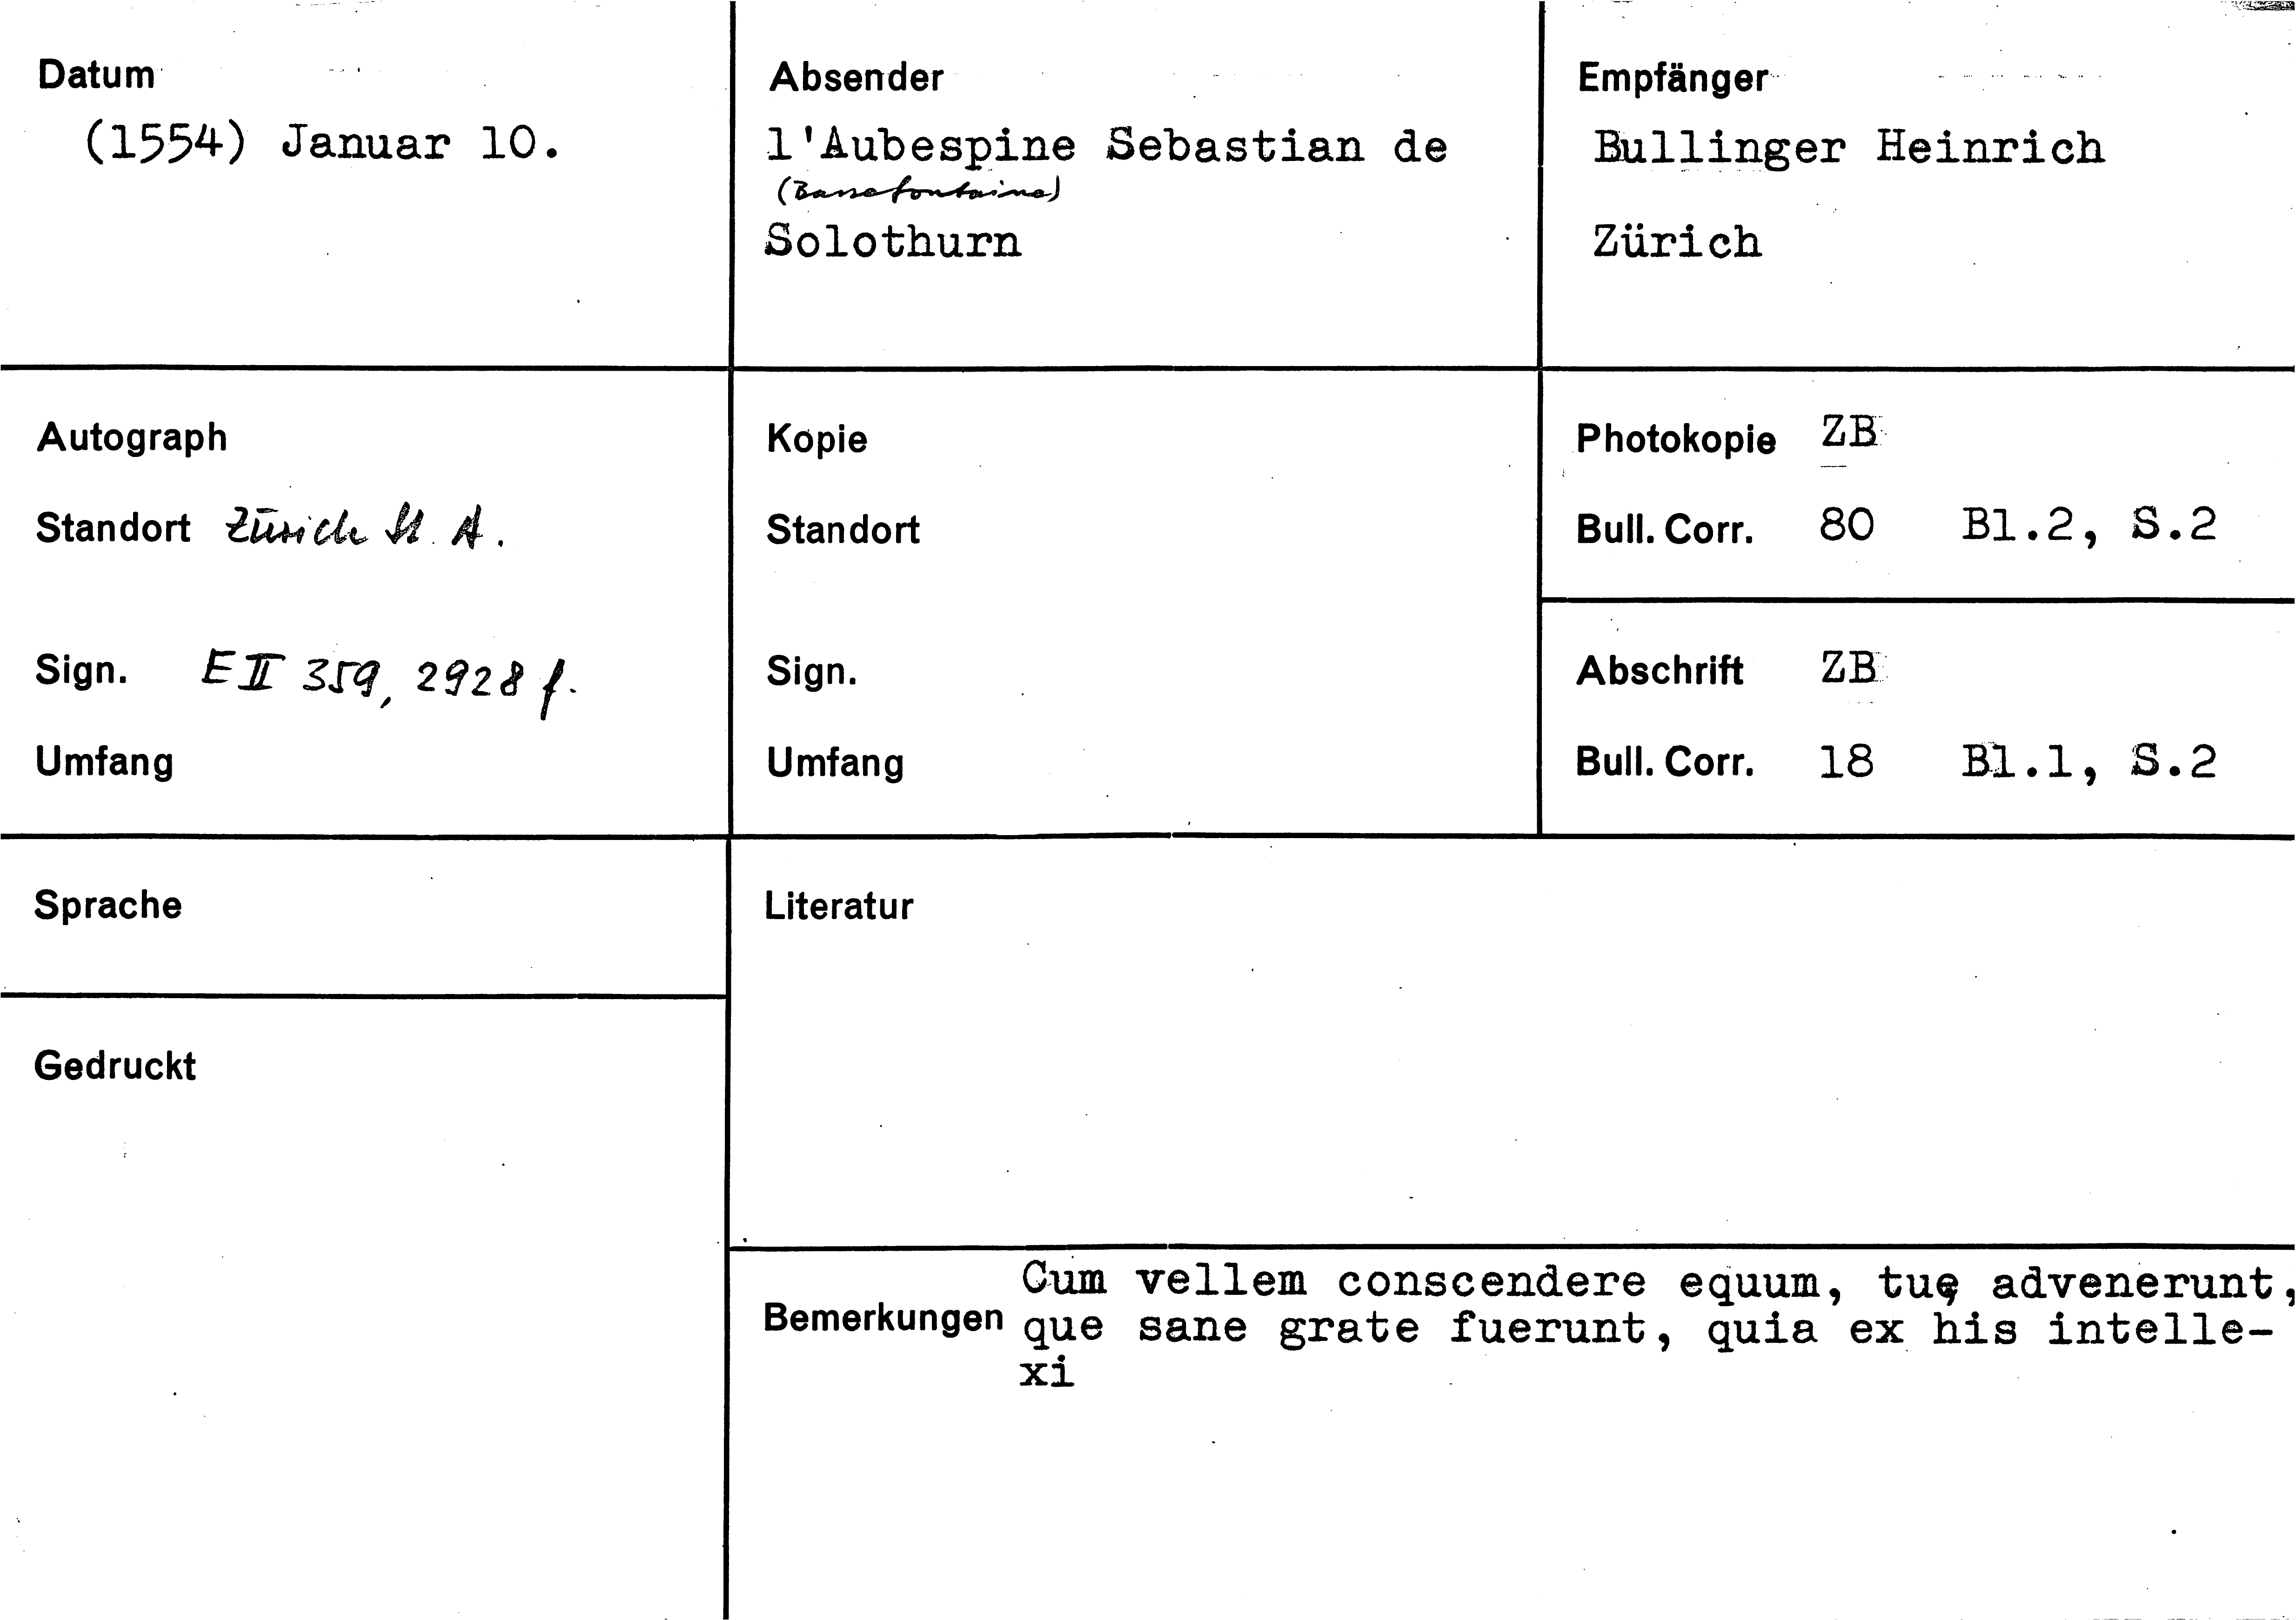 Datum
(1554) Januar 10.
Absender
l'Aubespine Sebastian de
(Bassefontaine)
Solothurn
Empfänger
Bullinger Heinrich
Zürich
Autograph
Standort Zürich St. A.
Sign. E II 359, 2928 f.
Umfang
Kopie
Standort
Sign.
Umfang
Photokopie ZB
Bull. Corr. 80 Bl.2, S.2
Abschrift ZB
Bull. Corr. 18 Bl.1, S.2
Sprache
Gedruckt
Literatur
Bemerkungen
Cum vellem conscendere equum, tuę advenerunt,
que sane grate fuerunt, quia ex his intelle-
xi